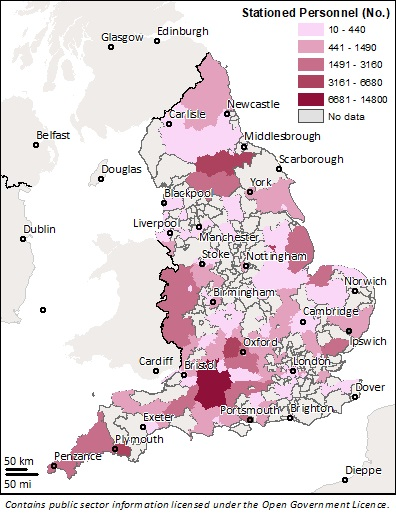 Stationed Personnel (No.)
10 - 440
441 - 1490
1491 - 3160
3161 - 6680
6681 - 14800
No data
Edinburgh
Glasgow
Newcastle
Carlisle
Belfast
Middlesbrough
Scarborough
Douglas
York
Blackpool
Dublin
Liverpool
Manchester
Stoke
Nottingham
Norwich
Birmingham
Cambridge
Ipswich
Oxford
Cardiff
Bristol
London
Dover
Exeter
Portsmouth
Brighton
Plymouth
Penzance
50 km
50 mi
Dieppe
Contains public sector information licensed under the Open Government Licence.